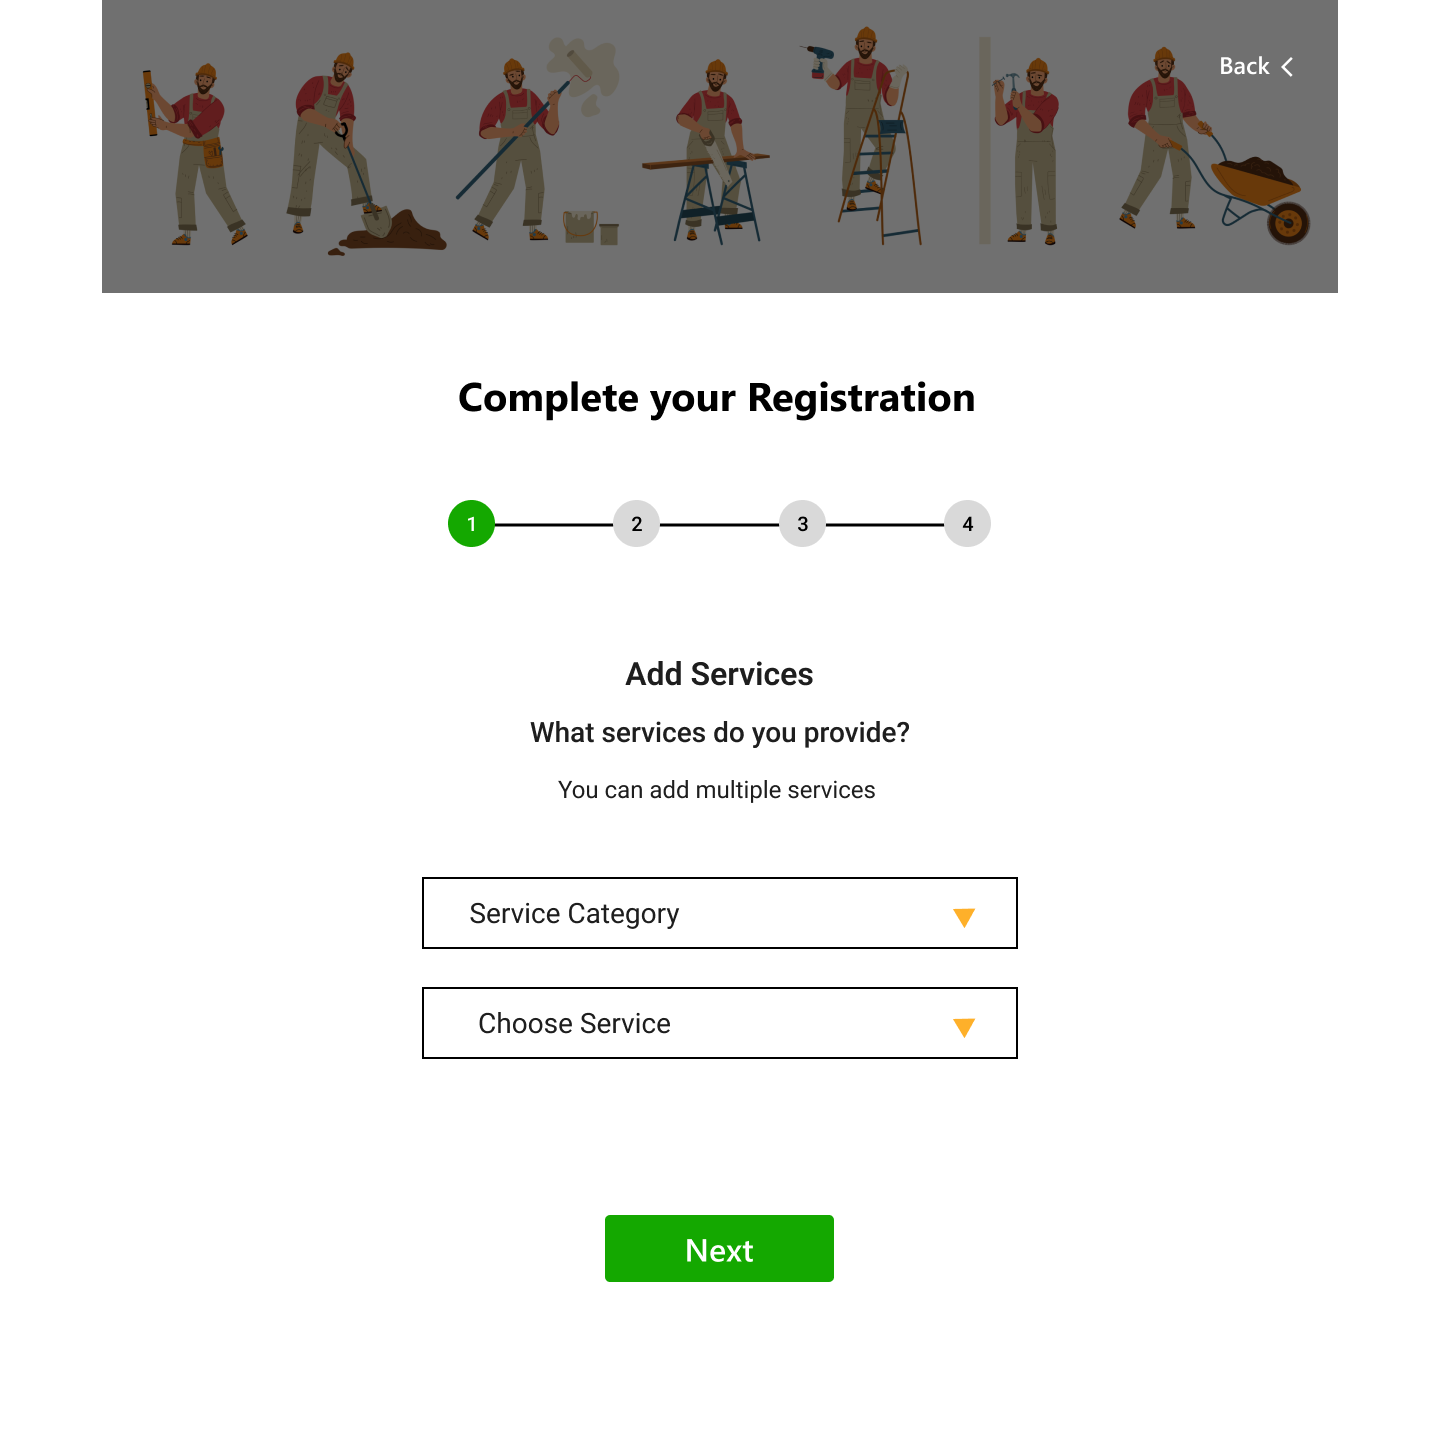 Back
Complete your Registration
1 2 3 4
Add Services
What services do you provide?
You can add multiple services
Service Category
Choose Service
Next